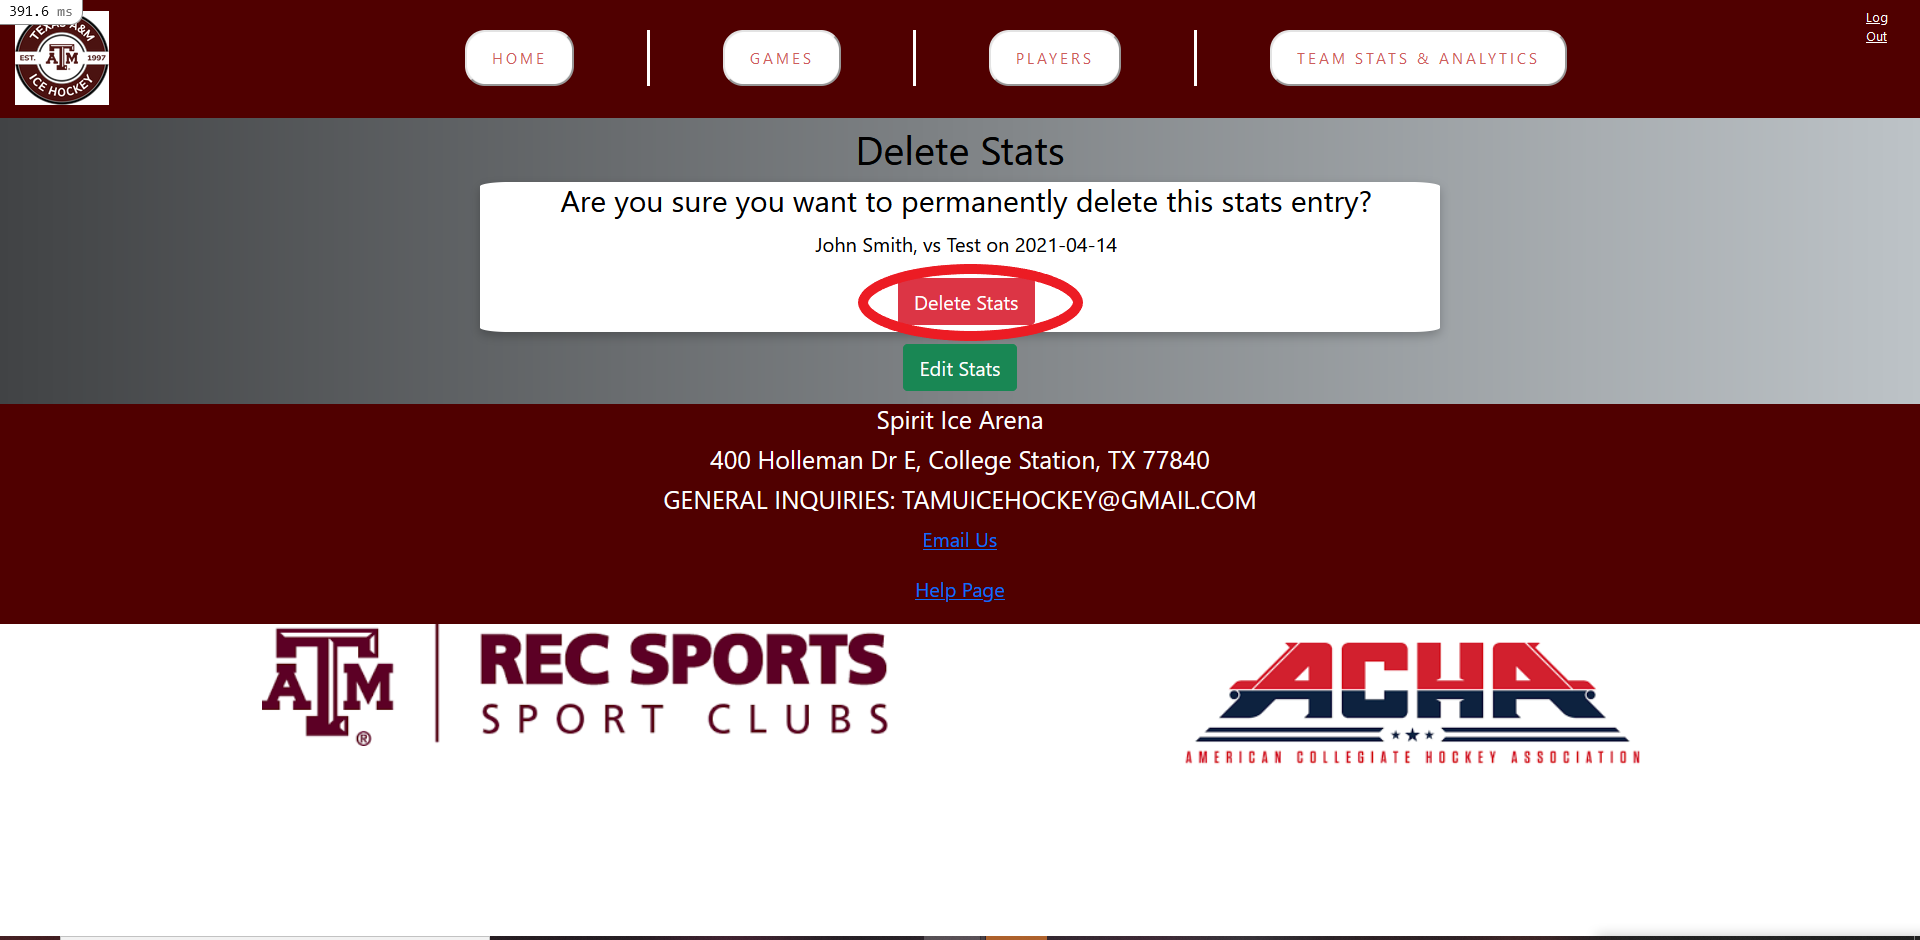 391.6 ms
TEXAS A&M
EST. ATM 1997
ICE HOCKEY
HOME
GAMES
PLAYERS
TEAM STATS & ANALYTICS
Log
Out
Delete Stats
Are you sure you want to permanently delete this stats entry?
John Smith, vs Test on 2021-04-14
Delete Stats
Edit Stats
Spirit Ice Arena
400 Holleman Dr E, College Station, TX 77840
GENERAL INQUIRIES: TAMUICEHOCKEY@GMAIL.COM
Email Us
Help Page
ATM®
REC SPORTS
SPORT CLUBS
ACHA
AMERICAN COLLEGIATE HOCKEY ASSOCIATION